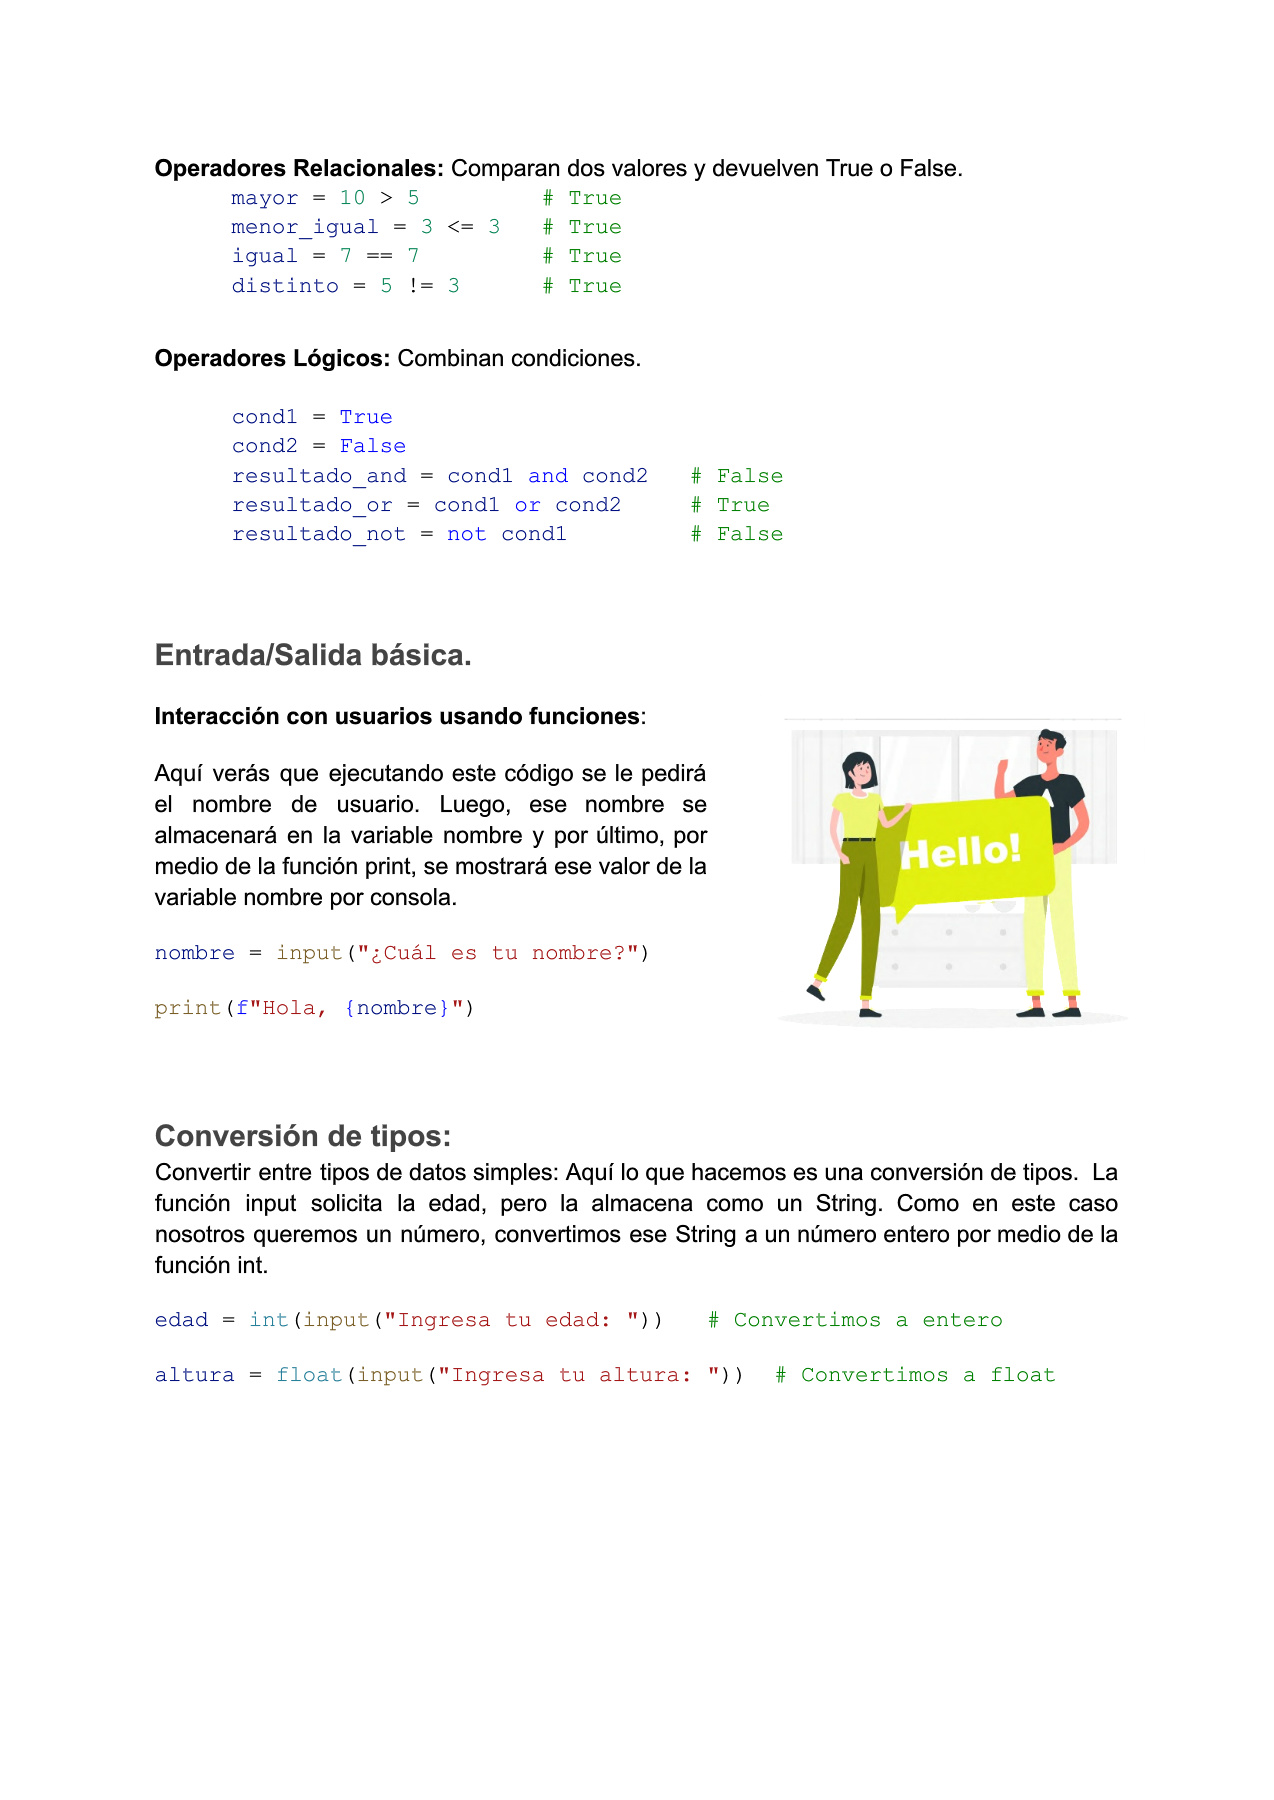 Operadores Relacionales: Comparan dos valores y devuelven True o False.
mayor = 10 > 5         # True
menor_igual = 3 <= 3   # True
igual = 7 == 7         # True
distinto = 5 != 3      # True
Operadores Lógicos: Combinan condiciones.
cond1 = True
cond2 = False
resultado_and = cond1 and cond2   # False
resultado_or = cond1 or cond2     # True
resultado_not = not cond1         # False
Entrada/Salida básica.
Interacción con usuarios usando funciones:
Aquí verás que ejecutando este código se le pedirá
el nombre de usuario. Luego, ese nombre se
almacenará en la variable nombre y por último, por
medio de la función print, se mostrará ese valor de la
variable nombre por consola.
nombre = input("¿Cuál es tu nombre?")
print(f"Hola, {nombre}")
Hello!
Conversión de tipos:
Convertir entre tipos de datos simples: Aquí lo que hacemos es una conversión de tipos. La
función input solicita la edad, pero la almacena como un String. Como en este caso
nosotros queremos un número, convertimos ese String a un número entero por medio de la
función int.
edad = int(input("Ingresa tu edad: "))   # Convertimos a entero
altura = float(input("Ingresa tu altura: "))  # Convertimos a float